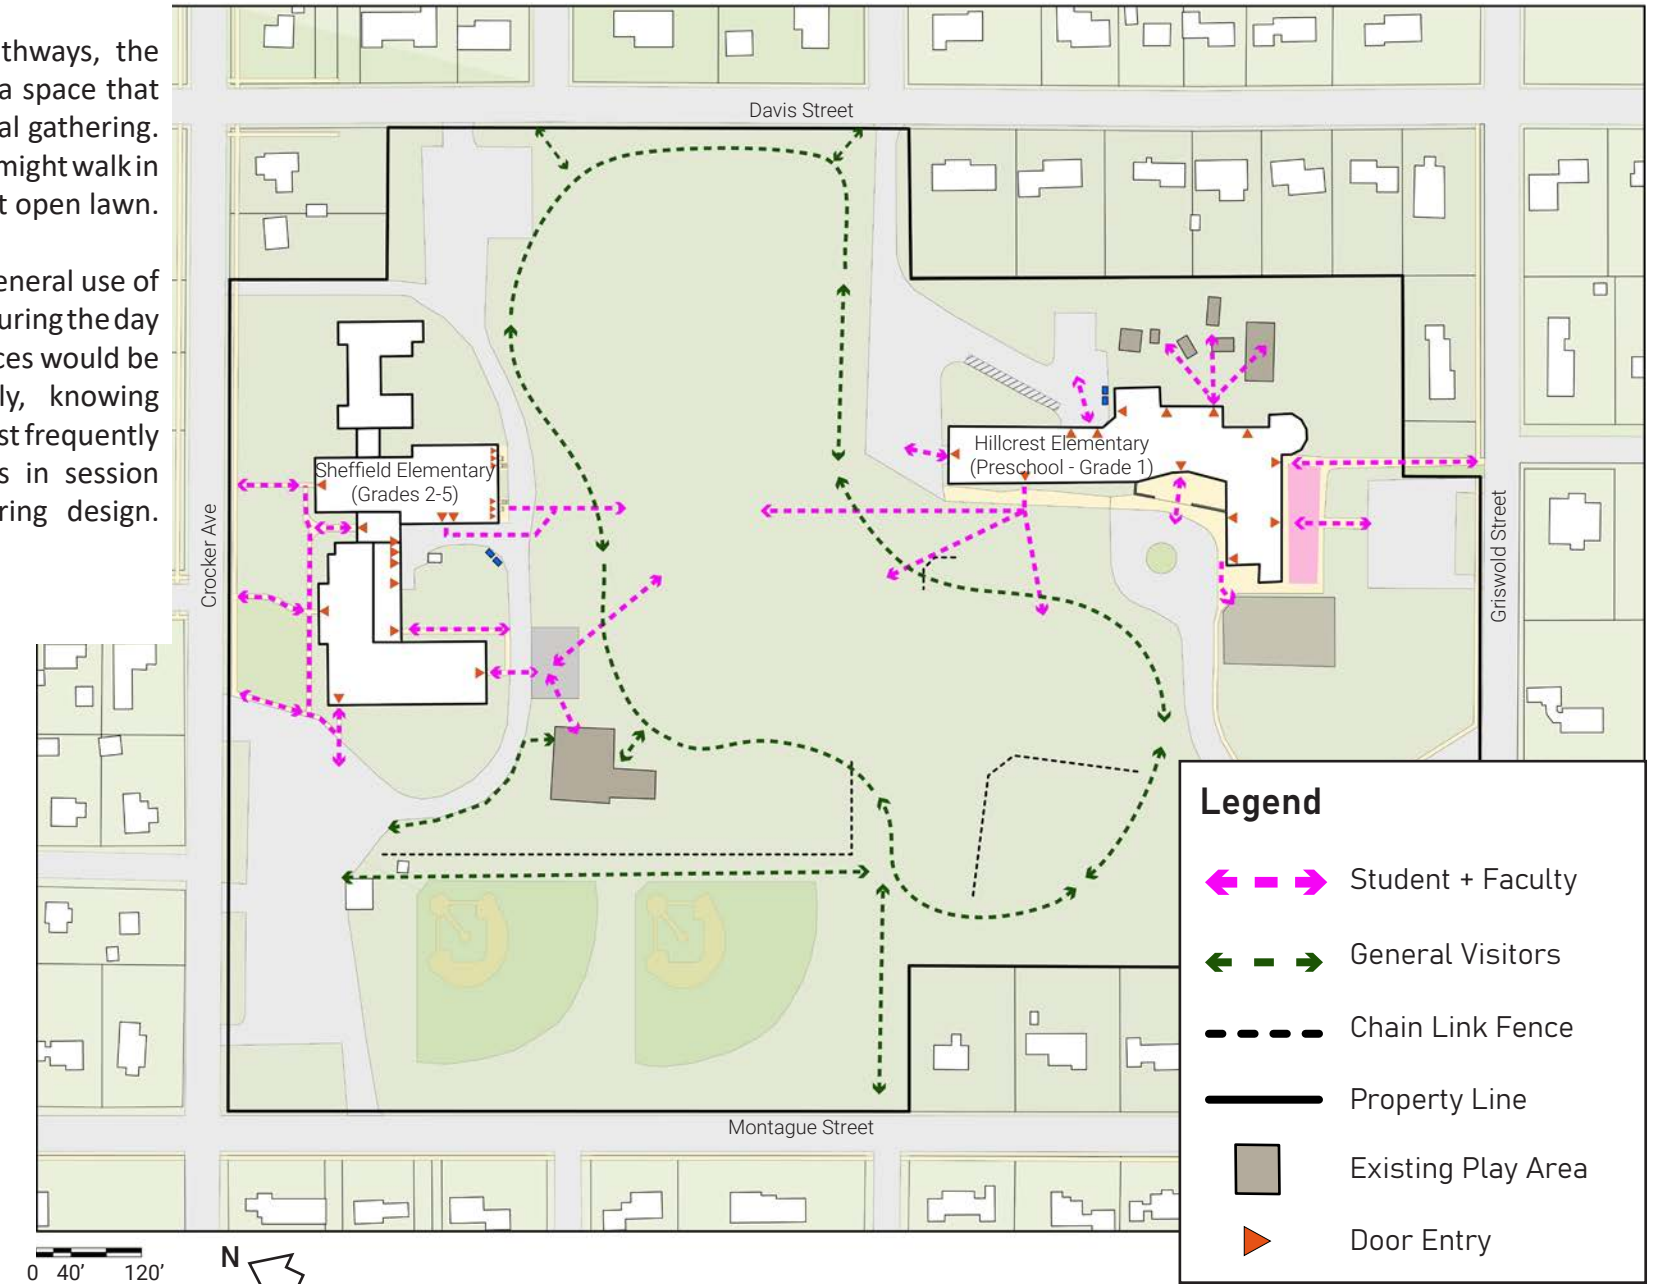 thways, the
a space that
al gathering.
might walk in
t open lawn.
eneral use of
uring the day
ces would be
ly, knowing
st frequently
s in session
ring design.
Davis Street
Sheffield Elementary
(Grades 2-5)
Hillcrest Elementary
(Preschool - Grade 1)
Crocker Ave
Griswold Street
Montague Street
Legend
Student + Faculty
General Visitors
Chain Link Fence
Property Line
Existing Play Area
Door Entry
0 40' 120'
N